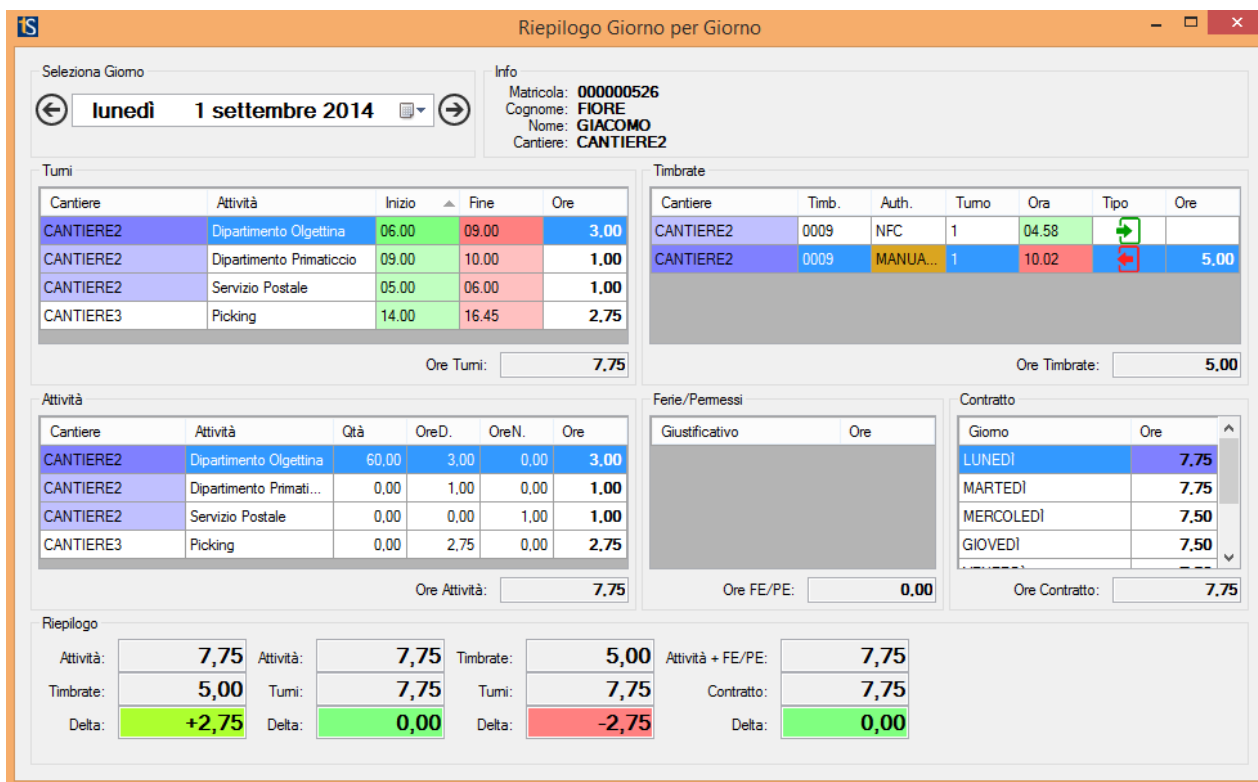 tS Riepilogo Giorno per Giorno
Seleziona Giorno
lunedì 1 settembre 2014
Info
Matricola: 000000526
Cognome: FIORE
Nome: GIACOMO
Cantiere: CANTIERE2
Turni
Cantiere Attività Inizio Fine Ore
CANTIERE2 Dipartimento Olgettina 06.00 09.00 3,00
CANTIERE2 Dipartimento Primaticcio 09.00 10.00 1,00
CANTIERE2 Servizio Postale 05.00 06.00 1,00
CANTIERE3 Picking 14.00 16.45 2,75
Ore Turni: 7,75
Timbrate
Cantiere Timb. Auth. Turno Ora Tipo Ore
CANTIERE2 0009 NFC 1 04.58
CANTIERE2 0009 MANUA... 1 10.02 5,00
Ore Timbrate: 5,00
Attività
Cantiere Attività Qtà OreD. OreN. Ore
CANTIERE2 Dipartimento Olgettina 60,00 3,00 0,00 3,00
CANTIERE2 Dipartimento Primati... 0,00 1,00 0,00 1,00
CANTIERE2 Servizio Postale 0,00 0,00 1,00 1,00
CANTIERE3 Picking 0,00 2,75 0,00 2,75
Ore Attività: 7,75
Ferie/Permessi
Giustificativo Ore
Ore FE/PE: 0,00
Contratto
Giorno Ore
LUNEDÌ 7,75
MARTEDÌ 7,75
MERCOLEDÌ 7,50
GIOVEDÌ 7,50
Ore Contratto: 7,75
Riepilogo
Attività: 7,75 Attività: 7,75 Timbrate: 5,00 Attività + FE/PE: 7,75
Timbrate: 5,00 Turni: 7,75 Turni: 7,75 Contratto: 7,75
Delta: +2,75 Delta: 0,00 Delta: -2,75 Delta: 0,00